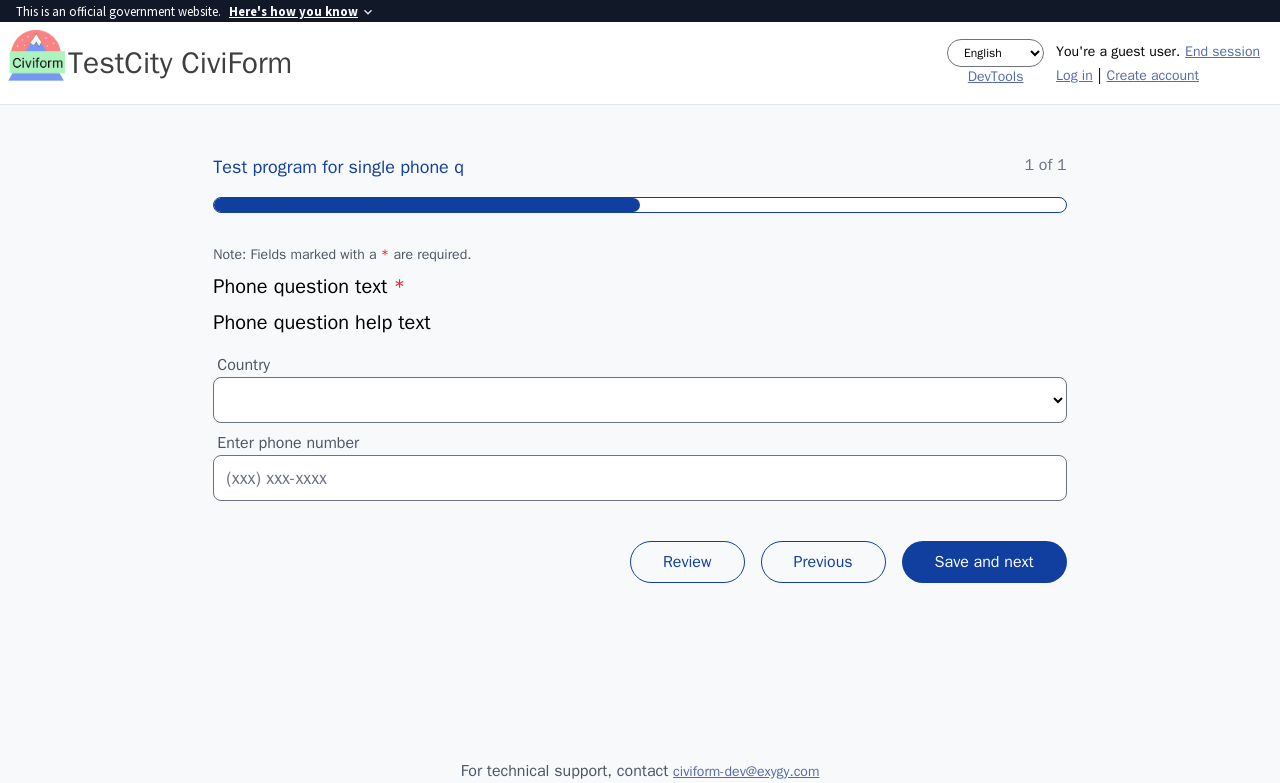 This is an official government website. Here's how you know
Civiform
TestCity CiviForm
English
DevTools
You're a guest user. End session
Log in | Create account
Test program for single phone q
1 of 1
Note: Fields marked with a * are required.
Phone question text *
Phone question help text
Country
Enter phone number
(xxx) xxx-xxxx
Review
Previous
Save and next
For technical support, contact civiform-dev@exygy.com